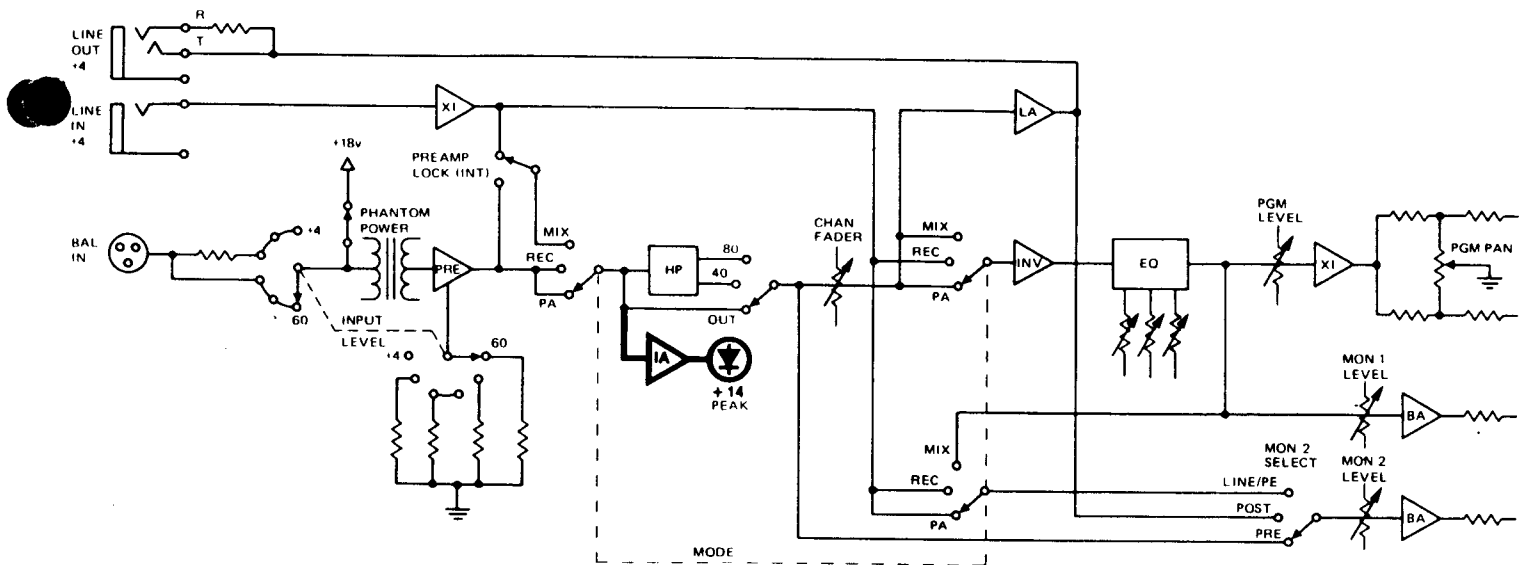 LINE
OUT
+4
R
T
LINE
IN
+4
XI
LA
+18v
PREAMP
LOCK (INT)
PHANTOM
POWER
BAL
IN
+4
60
INPUT
LEVEL
PRE
MIX
REC
PA
HP
80
40
OUT
IA
+14
PEAK
CHAN
FADER
MIX
REC
PA
INV
EQ
PGM
LEVEL
XI
PGM PAN
+4
60
MON 1
LEVEL
BA
MIX
REC
PA
MON 2
SELECT
LINE/PE
POST
PRE
MON 2
LEVEL
BA
MODE